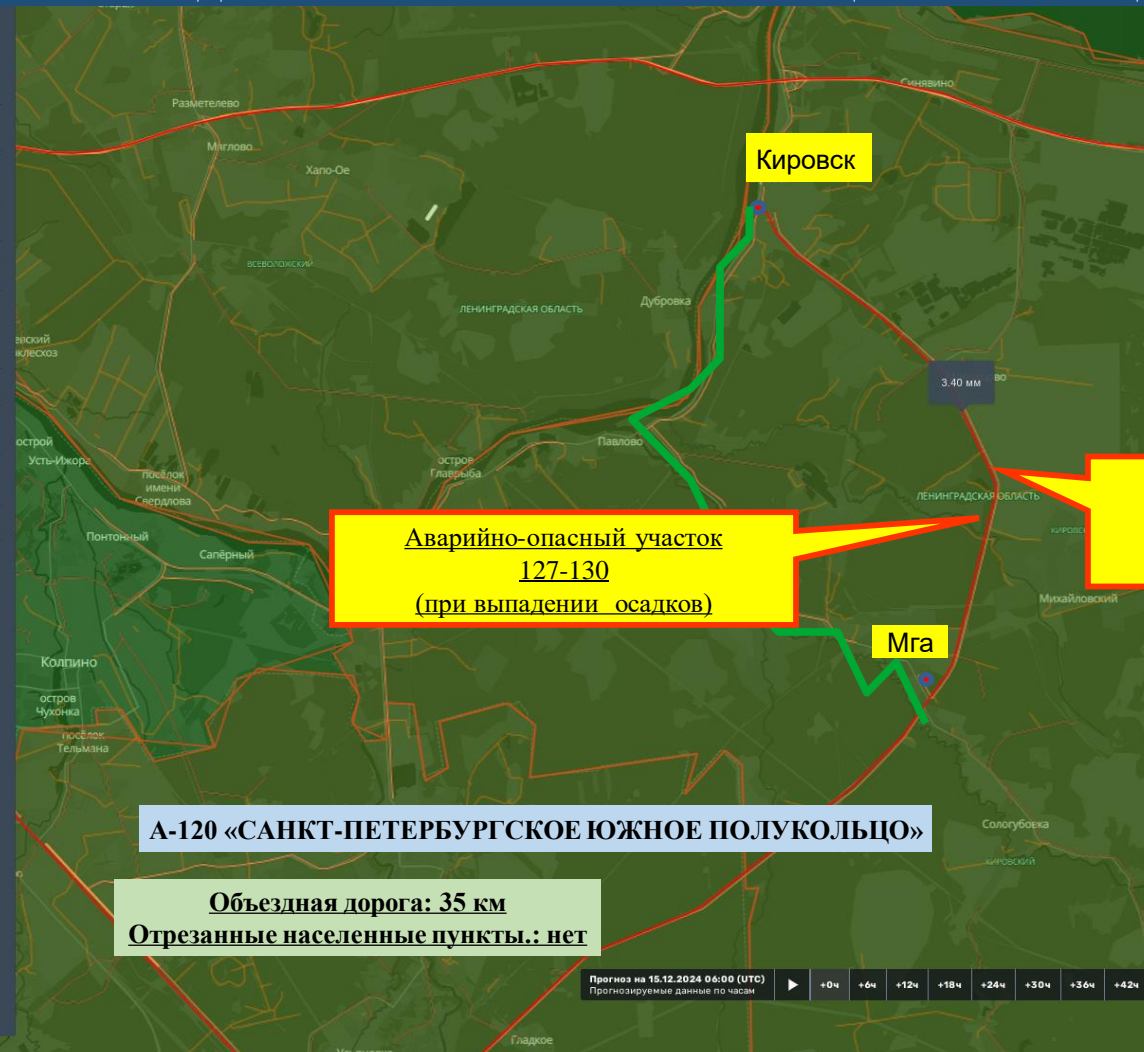 Синявино
Разметелево
Мяглово
Хапо-Ое
Кировск
ВСЕВОЛОЖСКИЙ
ЛЕНИНГРАДСКАЯ ОБЛАСТЬ
Дубровка
3.40 мм
Павлово
остров
Главрыба
Усть-Ижора
посёлок
имени
Свердлова
ЛЕНИНГРАДСКАЯ ОБЛАСТЬ
Понтонный
Сапёрный
Аварийно-опасный участок
127-130
(при выпадении осадков)
Михайловский
Мга
Колпино
остров
Чухонка
посёлок
Тельмана
А-120 «САНКТ-ПЕТЕРБУРГСКОЕ ЮЖНОЕ ПОЛУКОЛЬЦО»
Сологубовка
КИРОВСКИЙ
Объездная дорога: 35 км
Отрезанные населенные пункты.: нет
Прогноз на 15.12.2024 06:00 (UTC)
Прогнозируемые данные по часам
+0ч +6ч +12ч +18ч +24ч +30ч +36ч +42ч
Гладкое